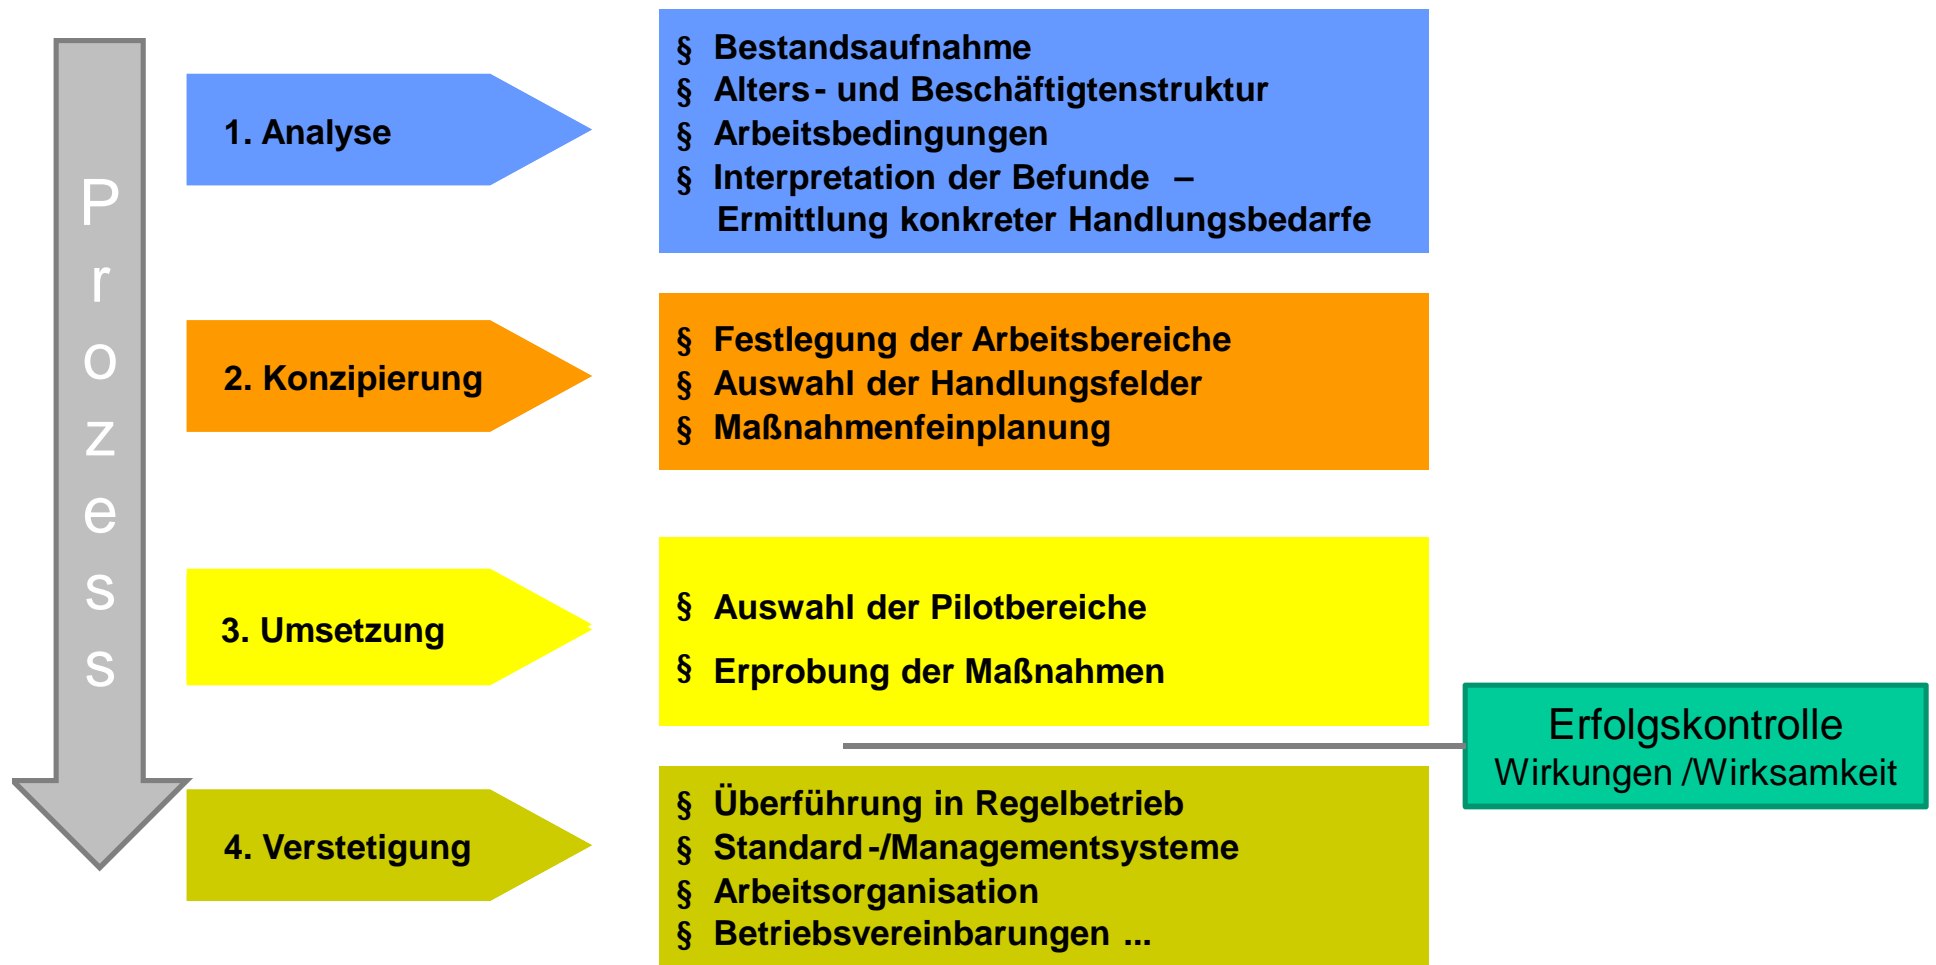 Prozess
1. Analyse
§ Bestandsaufnahme
§ Alters- und Beschäftigtenstruktur
§ Arbeitsbedingungen
§ Interpretation der Befunde –
Ermittlung konkreter Handlungsbedarfe
2. Konzipierung
§ Festlegung der Arbeitsbereiche
§ Auswahl der Handlungsfelder
§ Maßnahmenfeinplanung
3. Umsetzung
§ Auswahl der Pilotbereiche
§ Erprobung der Maßnahmen
Erfolgskontrolle
Wirkungen /Wirksamkeit
4. Verstetigung
§ Überführung in Regelbetrieb
§ Standard-/Managementsysteme
§ Arbeitsorganisation
§ Betriebsvereinbarungen ...